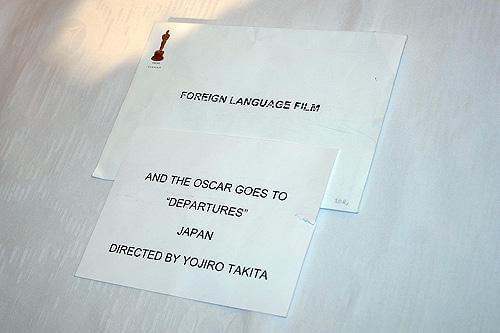 FOREIGN LANGUAGE FILM
AND THE OSCAR GOES TO
"DEPARTURES"
JAPAN
DIRECTED BY YOJIRO TAKITA